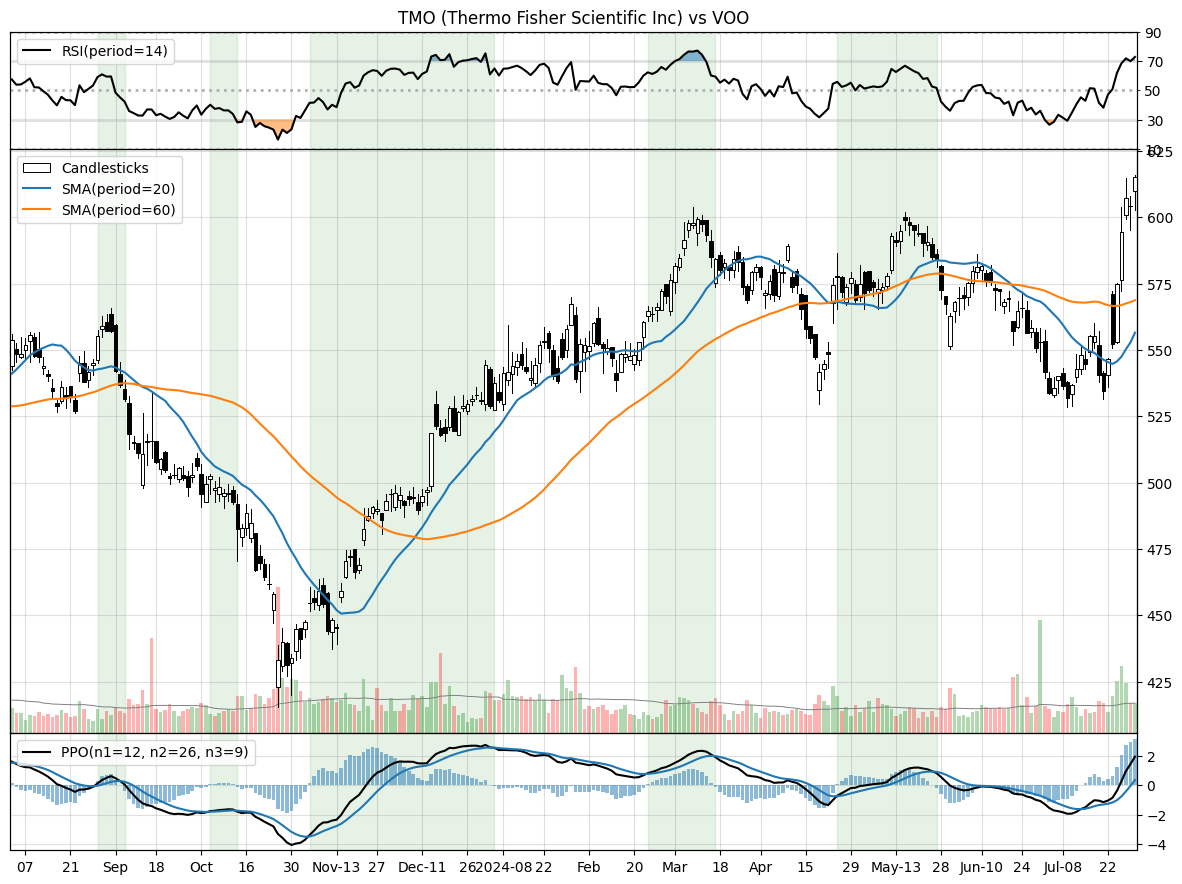 TMO (Thermo Fisher Scientific Inc) vs VOO
RSI(period=14)
90
70
50
30
10
Candlesticks
SMA(period=20)
SMA(period=60)
625
600
575
550
525
500
475
450
425
PPO(n1=12, n2=26, n3=9)
2
0
−2
−4
07 21 Sep 18 Oct 16 30 Nov-13 27 Dec-11 26 2024-08 22 Feb 20 Mar 18 Apr 15 29 May-13 28 Jun-10 24 Jul-08 22